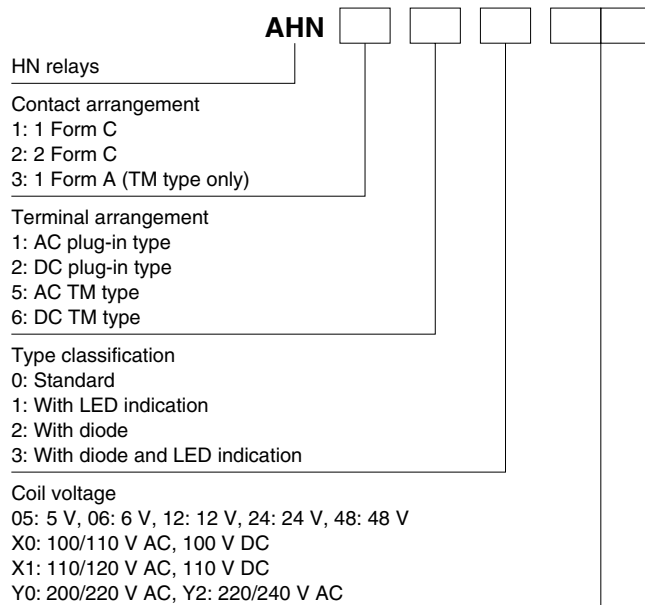 AHN
HN relays
Contact arrangement
1: 1 Form C
2: 2 Form C
3: 1 Form A (TM type only)
Terminal arrangement
1: AC plug-in type
2: DC plug-in type
5: AC TM type
6: DC TM type
Type classification
0: Standard
1: With LED indication
2: With diode
3: With diode and LED indication
Coil voltage
05: 5 V, 06: 6 V, 12: 12 V, 24: 24 V, 48: 48 V
X0: 100/110 V AC, 100 V DC
X1: 110/120 V AC, 110 V DC
Y0: 200/220 V AC, Y2: 220/240 V AC